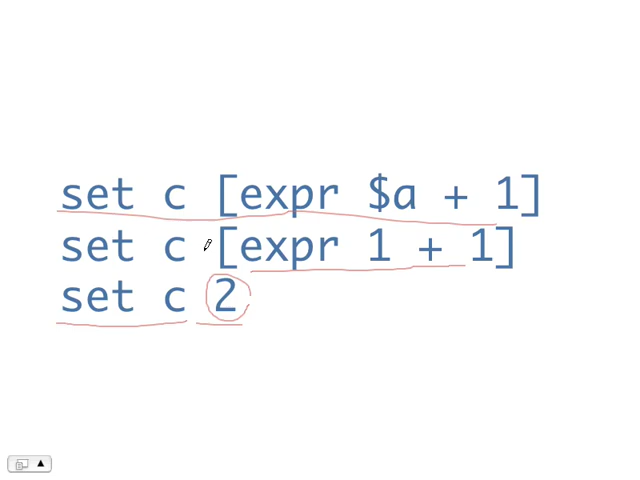 set c [expr $a + 1]
set c [expr 1 + 1]
set c 2